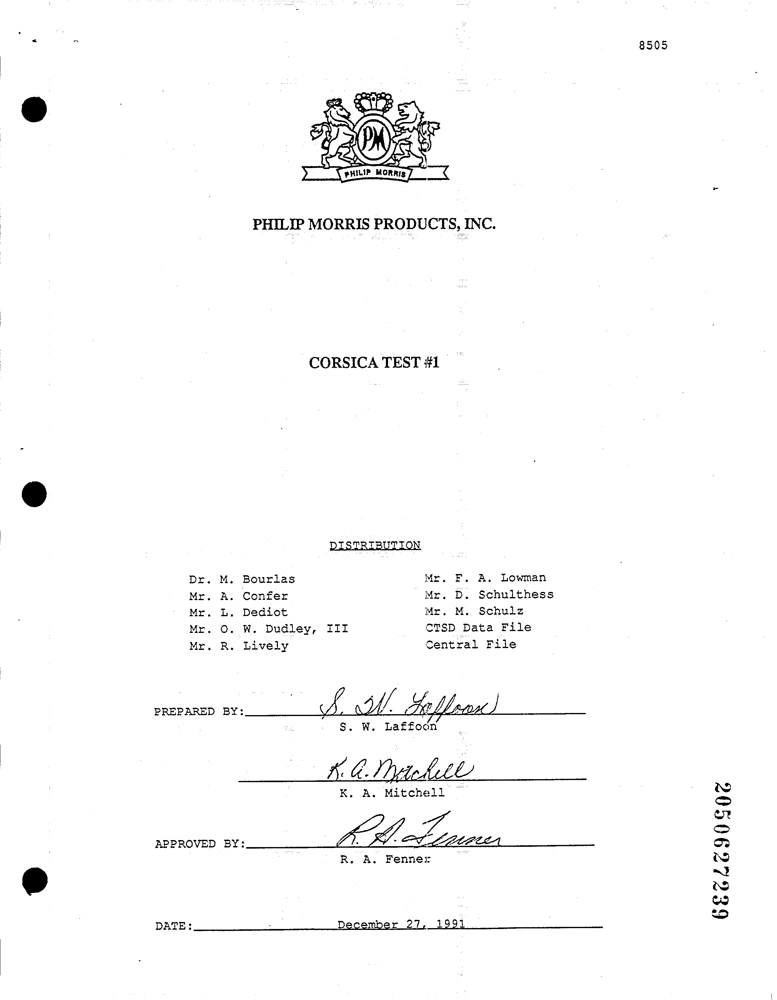 8505
PM
PHILIP MORRIS
PHILIP MORRIS PRODUCTS, INC.
CORSICA TEST #1
DISTRIBUTION
Dr. M. Bourlas
Mr. A. Confer
Mr. L. Dediot
Mr. O. W. Dudley, III
Mr. R. Lively
Mr. F. A. Lowman
Mr. D. Schulthess
Mr. M. Schulz
CTSD Data File
Central File
PREPARED BY: S. W. Laffoon
S. W. Laffoon
K. A. Mitchell
K. A. Mitchell
APPROVED BY: R. A. Fenner
R. A. Fenner
DATE: December 27, 1991
2050627239